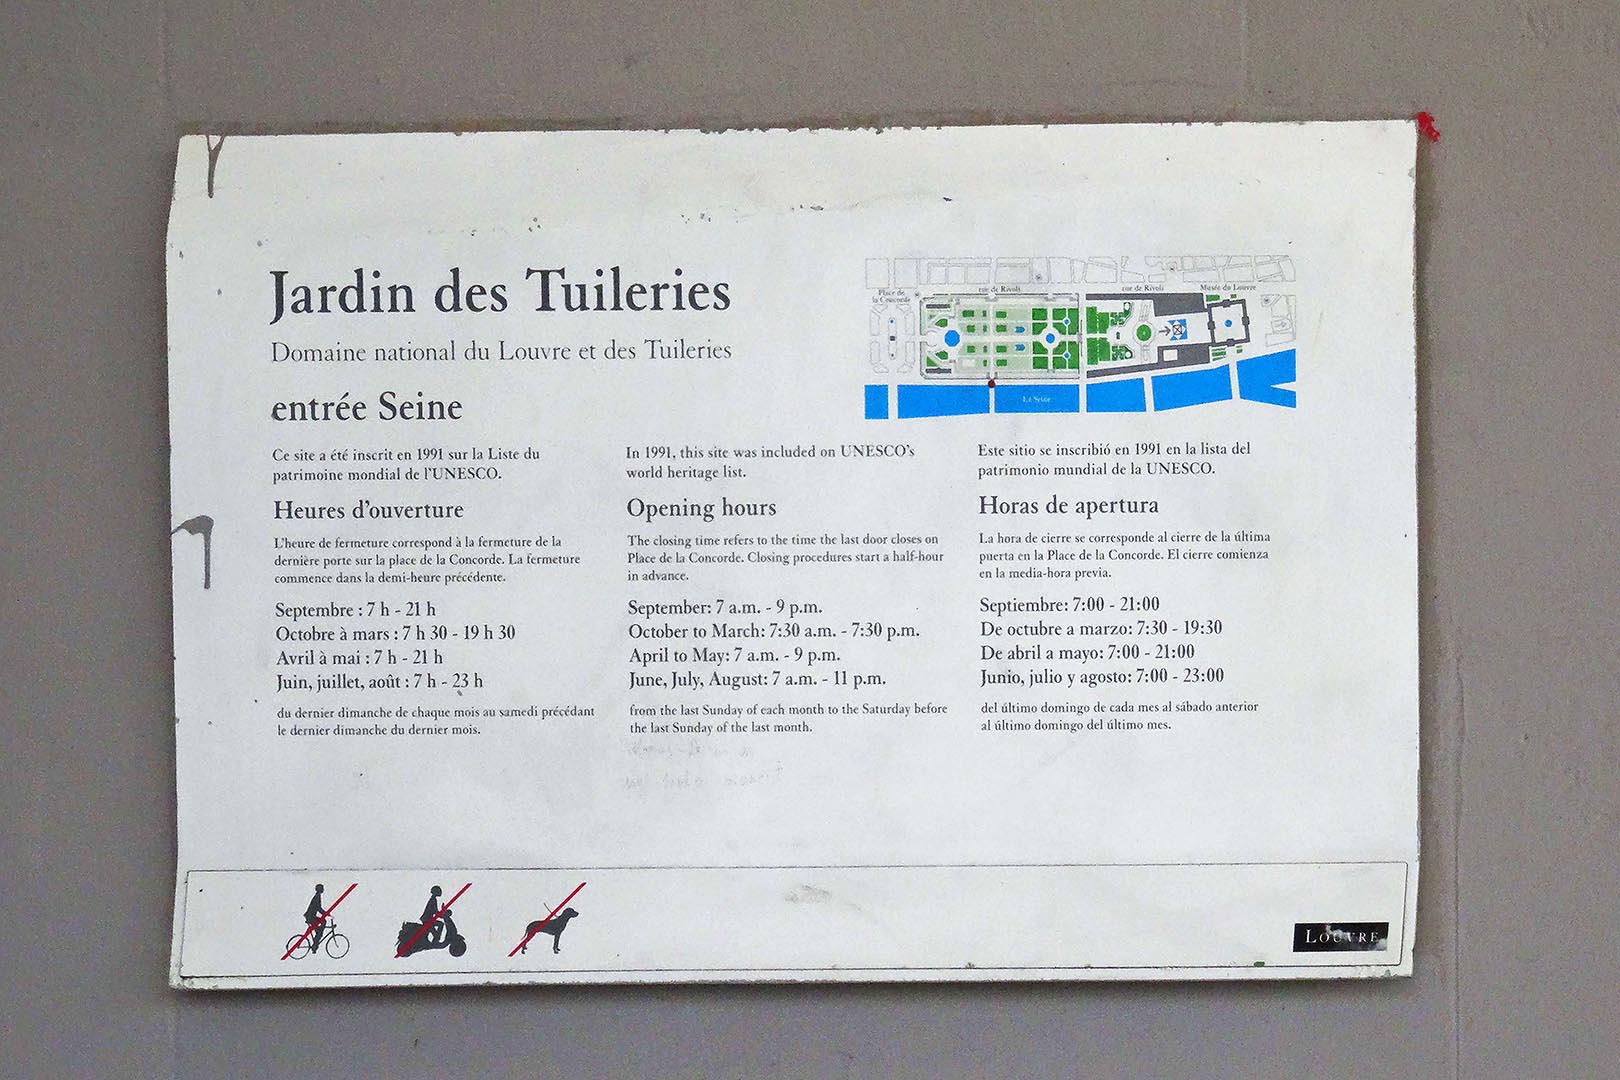 Jardin des Tuileries
Domaine national du Louvre et des Tuileries
entrée Seine
Place de
la Concorde
rue de Rivoli
rue de Rivoli
Musée du Louvre
La Seine
Ce site a été inscrit en 1991 sur la Liste du
patrimoine mondial de l'UNESCO.
Heures d'ouverture
L'heure de fermeture correspond à la fermeture de la
dernière porte sur la place de la Concorde. La fermeture
commence dans la demi-heure précédente.
Septembre : 7 h - 21 h
Octobre à mars : 7 h 30 - 19 h 30
Avril à mai : 7 h - 21 h
Juin, juillet, août : 7 h - 23 h
du dernier dimanche de chaque mois au samedi précédant
le dernier dimanche du dernier mois.
In 1991, this site was included on UNESCO's
world heritage list.
Opening hours
The closing time refers to the time the last door closes on
Place de la Concorde. Closing procedures start a half-hour
in advance.
September: 7 a.m. - 9 p.m.
October to March: 7:30 a.m. - 7:30 p.m.
April to May: 7 a.m. - 9 p.m.
June, July, August: 7 a.m. - 11 p.m.
from the last Sunday of each month to the Saturday before
the last Sunday of the last month.
Este sitio se inscribió en 1991 en la lista del
patrimonio mundial de la UNESCO.
Horas de apertura
La hora de cierre se corresponde al cierre de la última
puerta en la Place de la Concorde. El cierre comienza
en la media-hora previa.
Septiembre: 7:00 - 21:00
De octubre a marzo: 7:30 - 19:30
De abril a mayo: 7:00 - 21:00
Junio, julio y agosto: 7:00 - 23:00
del último domingo de cada mes al sábado anterior
al último domingo del último mes.
LOUVRE